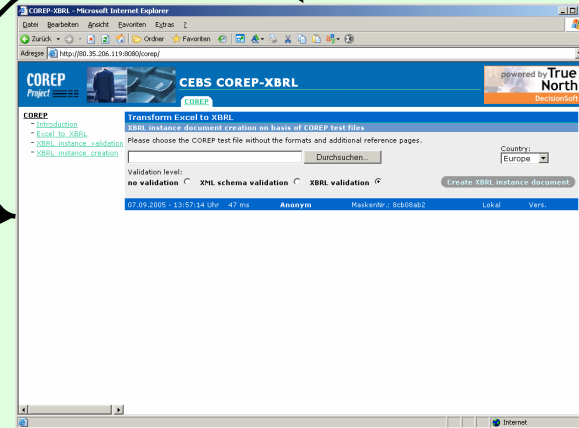 COREP-XBRL - Microsoft Internet Explorer
Datei Bearbeiten Ansicht Favoriten Extras ?
Zurück Ordner Favoriten
Adresse http://80.35.206.119:8080/corep/
COREP
Project
CEBS COREP-XBRL
COREP
powered by True
North
DecisionSoft
COREP
- Introduction
- Excel to XBRL
- XBRL instance validation
- XBRL instance creation
Transform Excel to XBRL
XBRL instance document creation on basis of COREP test files
Please choose the COREP test file without the formats and additional reference pages.
Durchsuchen...
Country:
Europe
Validation level:
no validation XML schema validation XBRL validation
Create XBRL instance document
07.09.2005 - 13:57:14 Uhr 47 ms Anonym MaskenNr.: 8cb08ab2 Lokal Vers.
Internet